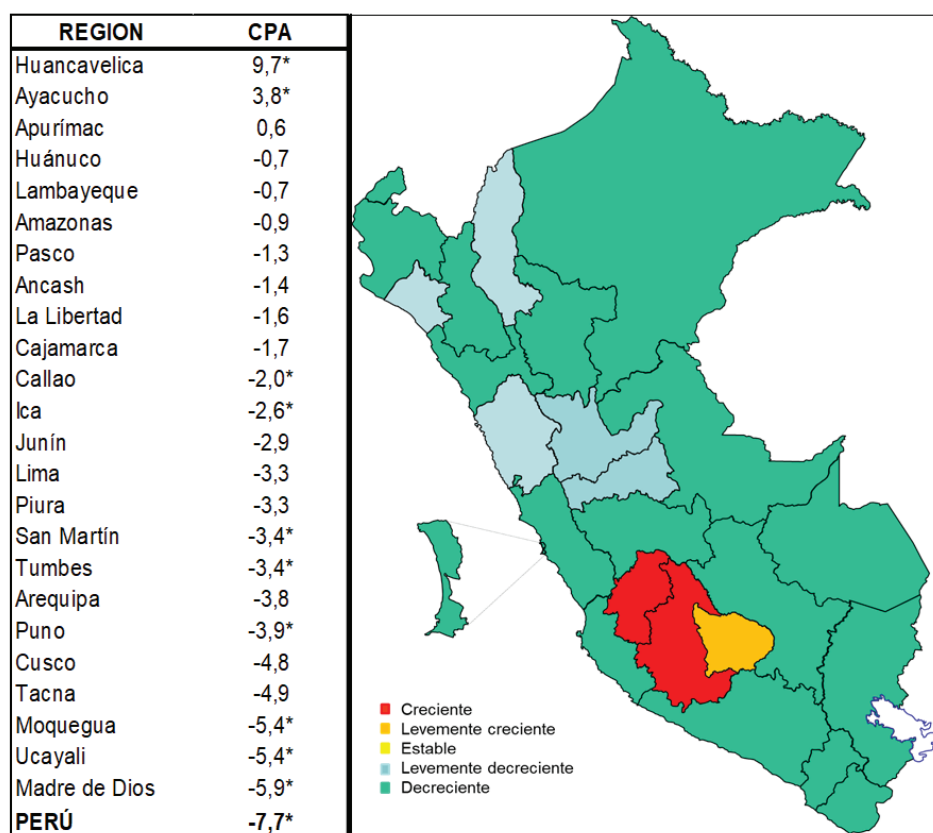 REGION CPA
Huancavelica 9,7*
Ayacucho 3,8*
Apurímac 0,6
Huánuco -0,7
Lambayeque -0,7
Amazonas -0,9
Pasco -1,3
Ancash -1,4
La Libertad -1,6
Cajamarca -1,7
Callao -2,0*
Ica -2,6*
Junín -2,9
Lima -3,3
Piura -3,3
San Martín -3,4*
Tumbes -3,4*
Arequipa -3,8
Puno -3,9*
Cusco -4,8
Tacna -4,9
Moquegua -5,4*
Ucayali -5,4*
Madre de Dios -5,9*
PERÚ -7,7*
Creciente
Levemente creciente
Estable
Levemente decreciente
Decreciente